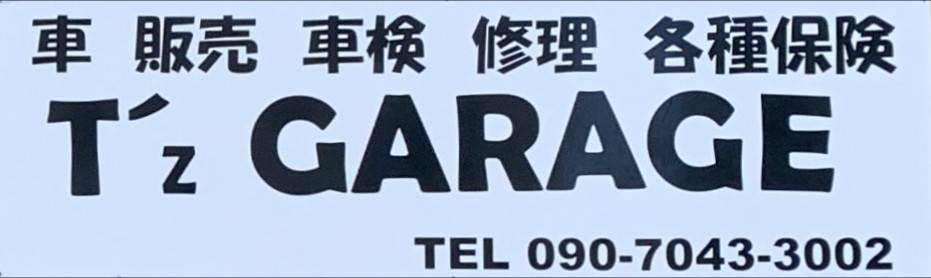 車 販売 車検 修理 各種保険
T'z GARAGE
TEL 090-7043-3002